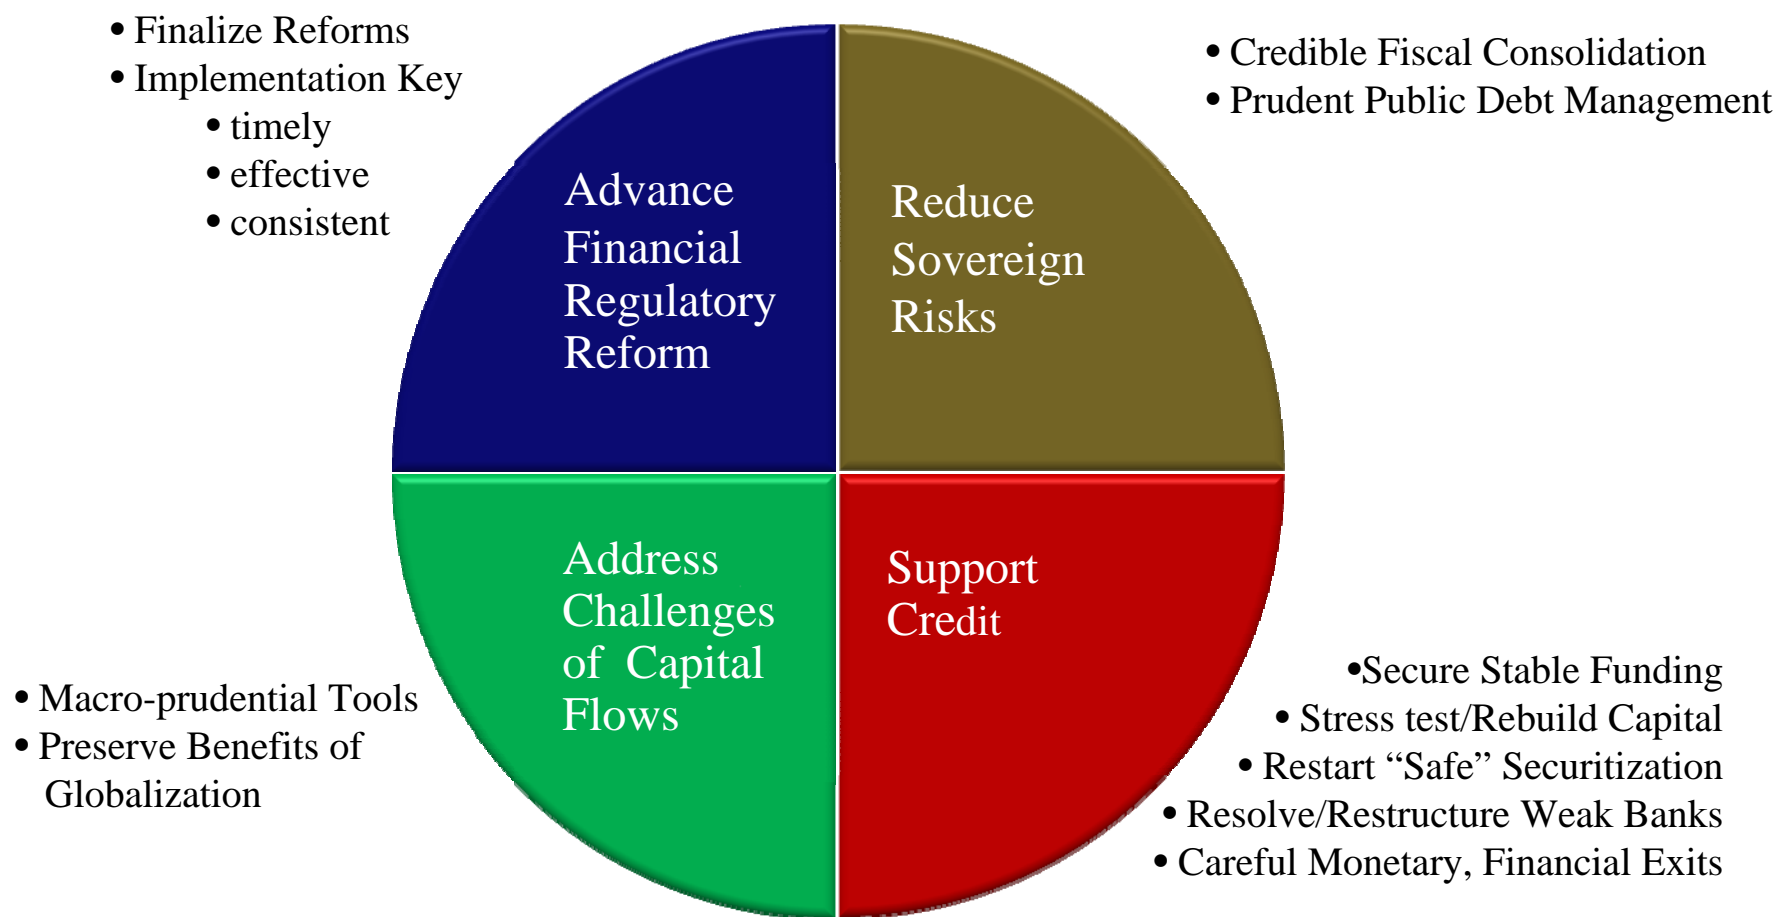 • Finalize Reforms
• Implementation Key
• timely
• effective
• consistent
Advance
Financial
Regulatory
Reform
• Credible Fiscal Consolidation
• Prudent Public Debt Management
Reduce
Sovereign
Risks
Address
Challenges
of Capital
Flows
• Macro-prudential Tools
• Preserve Benefits of
Globalization
Support
Credit
•Secure Stable Funding
• Stress test/Rebuild Capital
• Restart “Safe” Securitization
• Resolve/Restructure Weak Banks
• Careful Monetary, Financial Exits